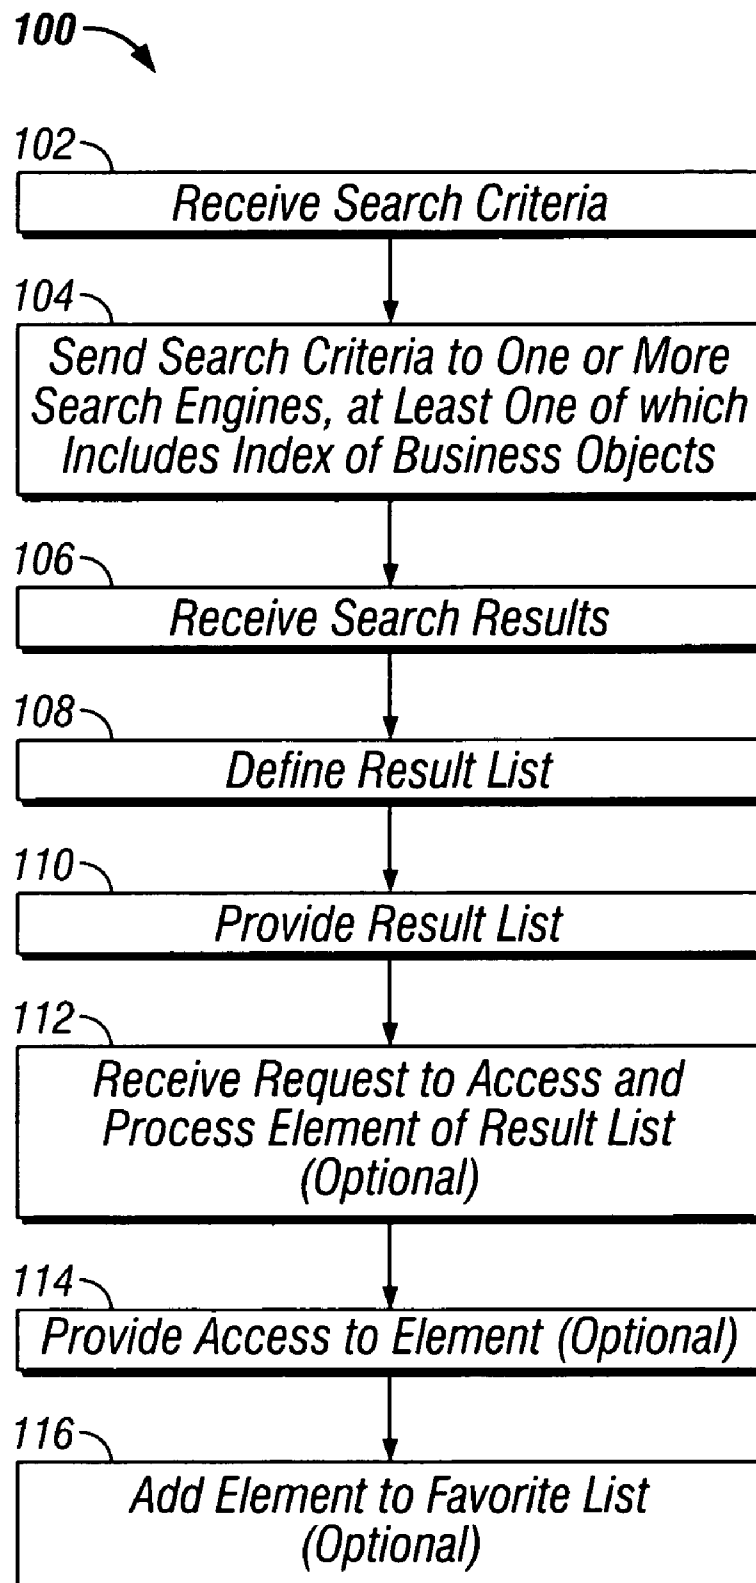 100
102
Receive Search Criteria
104
Send Search Criteria to One or More
Search Engines, at Least One of which
Includes Index of Business Objects
106
Receive Search Results
108
Define Result List
110
Provide Result List
112
Receive Request to Access and
Process Element of Result List
(Optional)
114
Provide Access to Element (Optional)
116
Add Element to Favorite List
(Optional)